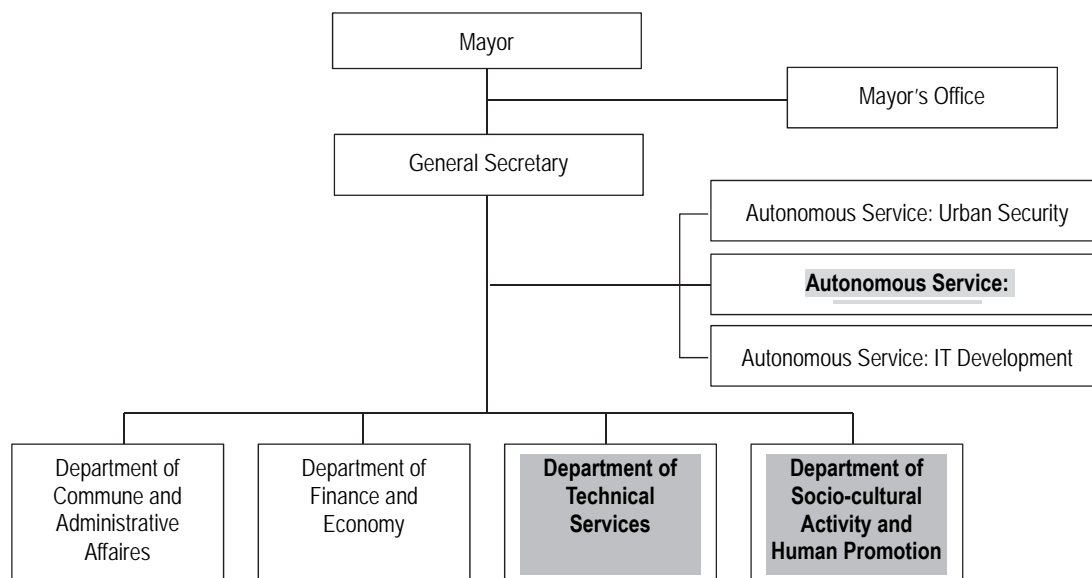 Mayor
Mayor's Office
General Secretary
Autonomous Service: Urban Security
Autonomous Service:
Autonomous Service: IT Development
Department of
Commune and
Administrative
Affaires
Department of
Finance and
Economy
Department of
Technical
Services
Department of
Socio-cultural
Activity and
Human Promotion